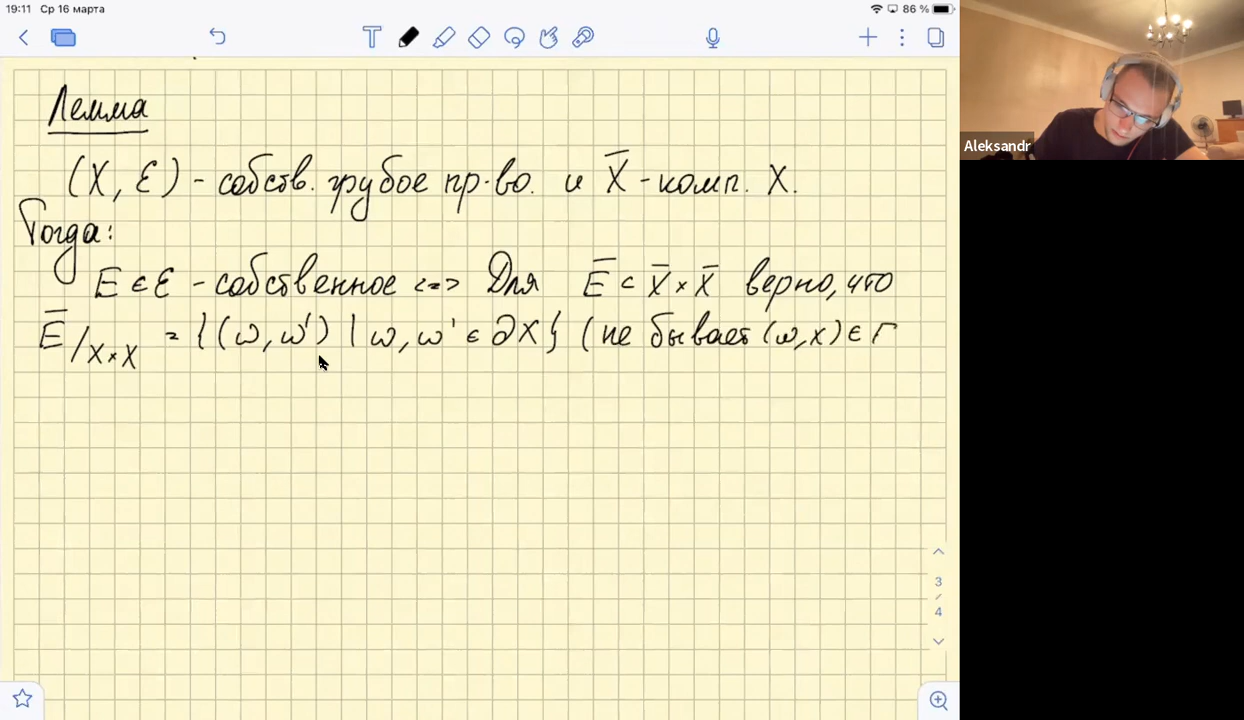 19:11 Ср 16 марта
86 %
Лемма
(X, ℰ) - собств. грубое пр-во. и X̅ - комп. X.
Тогда:
E ∈ ℰ - собственное <=> Для E̅ ⊂ X̅ × X̅ верно, что
E̅ / X×X = {(ω, ω') | ω, ω' ∈ ∂X} (не бывает (ω, x) ∈ Γ
3
/
4
Aleksandr